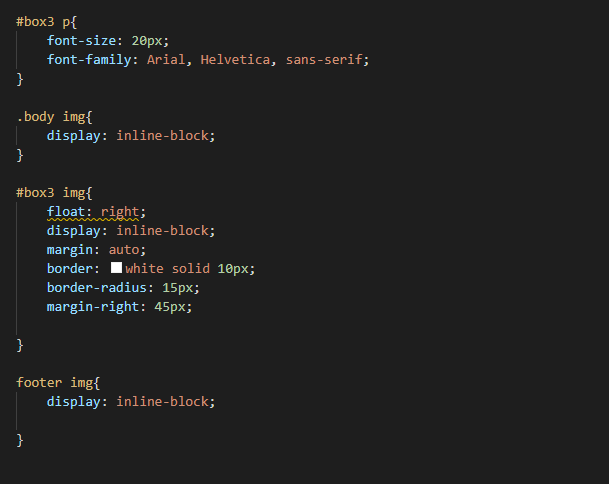 #box3 p{
    font-size: 20px;
    font-family: Arial, Helvetica, sans-serif;
}
.body img{
    display: inline-block;
}
#box3 img{
    float: right;
    display: inline-block;
    margin: auto;
    border: white solid 10px;
    border-radius: 15px;
    margin-right: 45px;
}
footer img{
    display: inline-block;
}